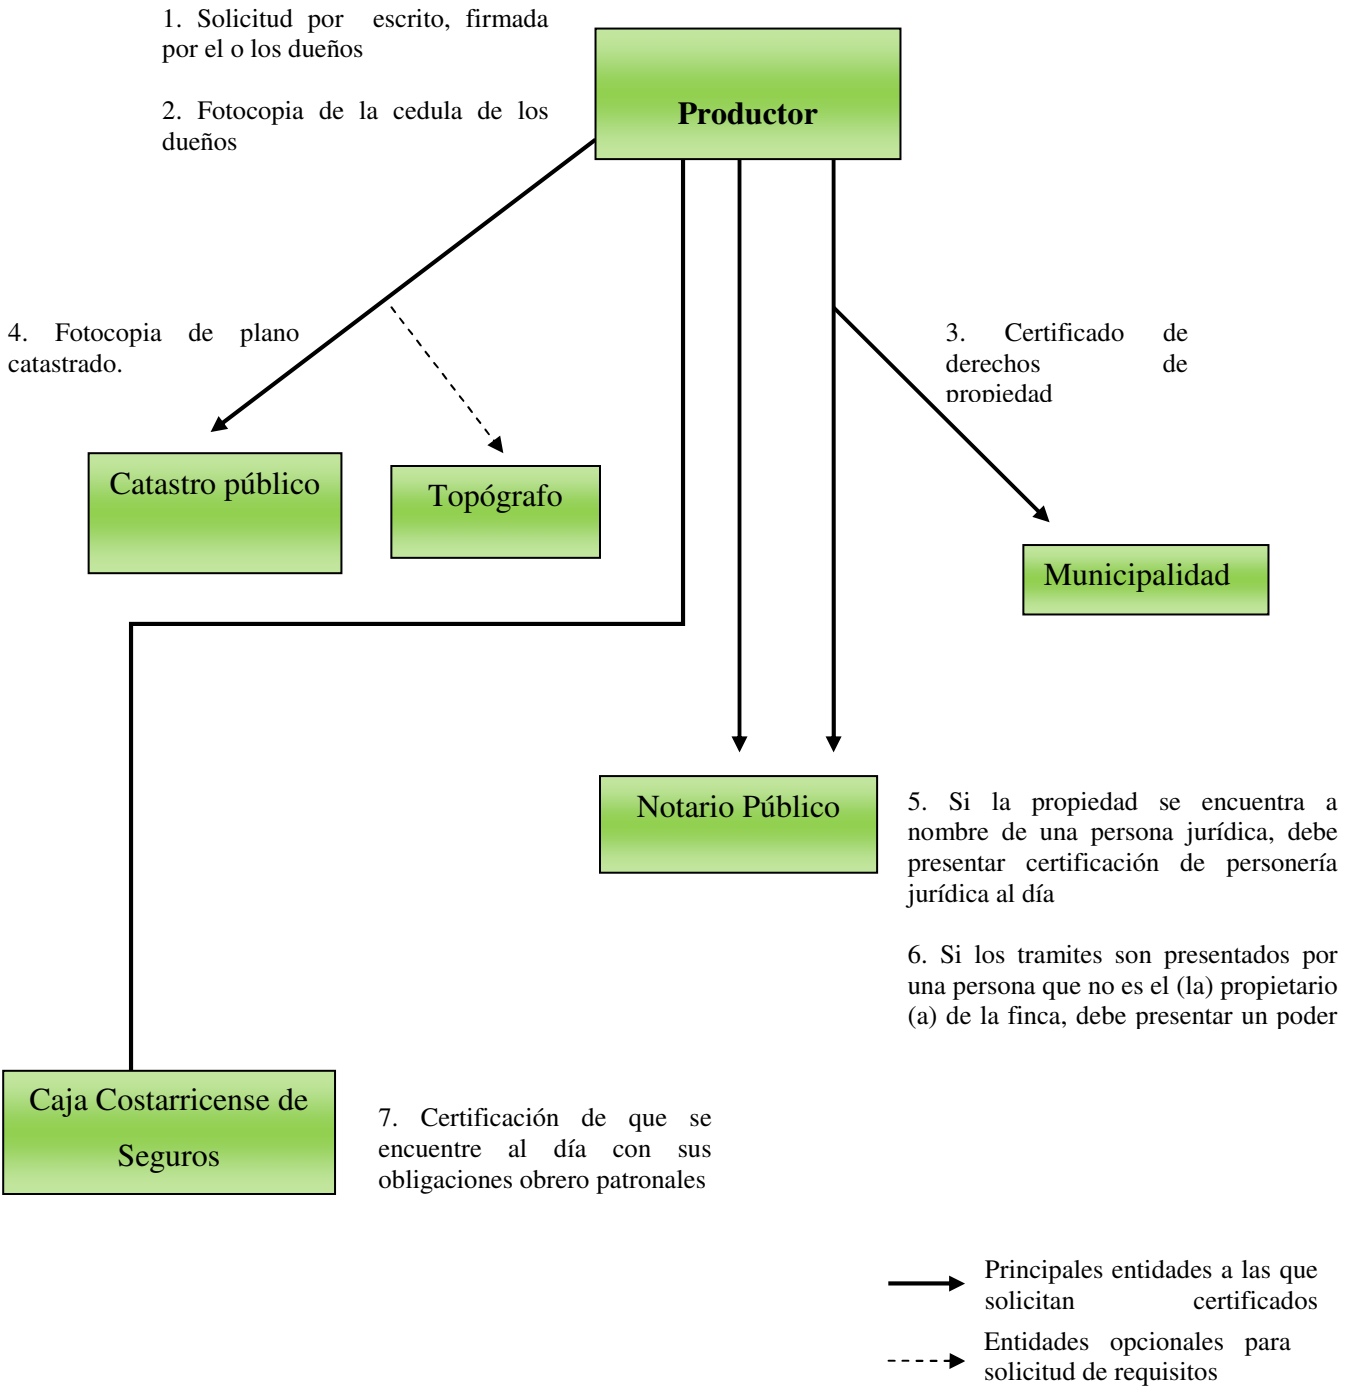 1. Solicitud por escrito, firmada
por el o los dueños
2. Fotocopia de la cedula de los
dueños
Productor
4. Fotocopia de plano
catastrado.
3. Certificado de
derechos de
propiedad
Catastro público
Topógrafo
Municipalidad
Notario Público
5. Si la propiedad se encuentra a
nombre de una persona jurídica, debe
presentar certificación de personería
jurídica al día
6. Si los tramites son presentados por
una persona que no es el (la) propietario
(a) de la finca, debe presentar un poder
Caja Costarricense de
Seguros
7. Certificación de que se
encuentre al día con sus
obligaciones obrero patronales
Principales entidades a las que
solicitan certificados
Entidades opcionales para
solicitud de requisitos